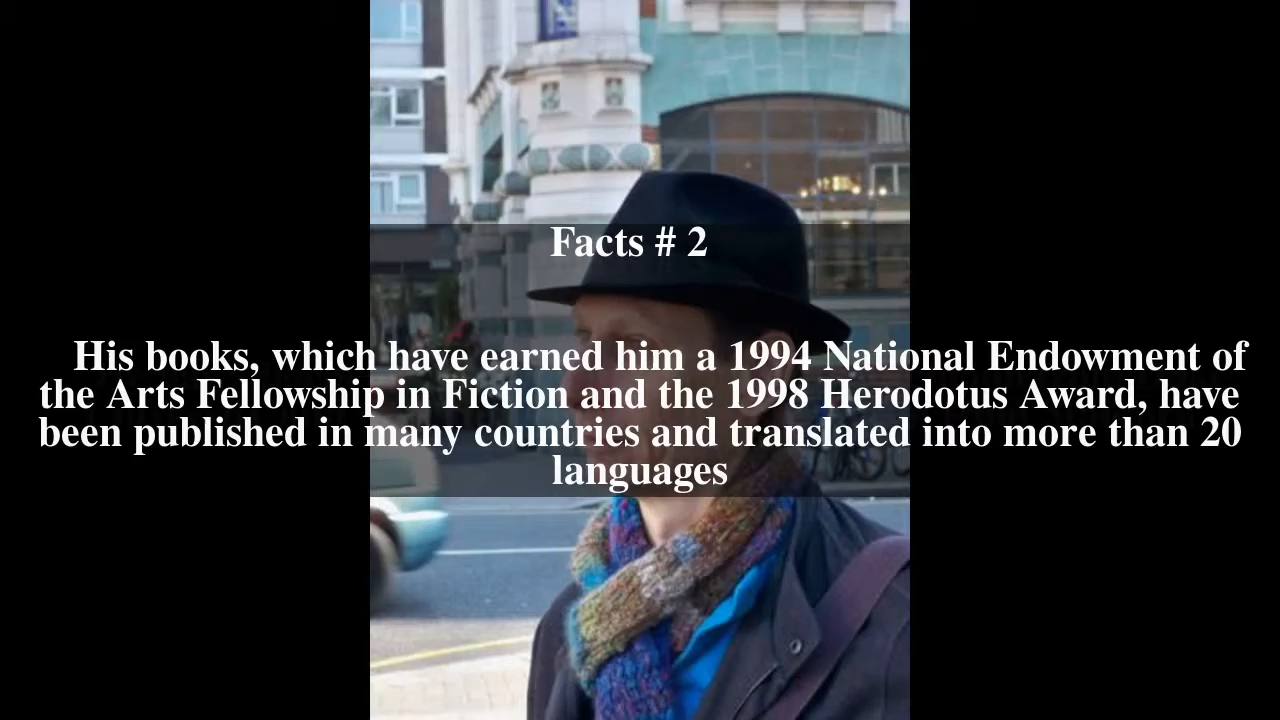 Facts # 2
His books, which have earned him a 1994 National Endowment of
the Arts Fellowship in Fiction and the 1998 Herodotus Award, have
been published in many countries and translated into more than 20
languages